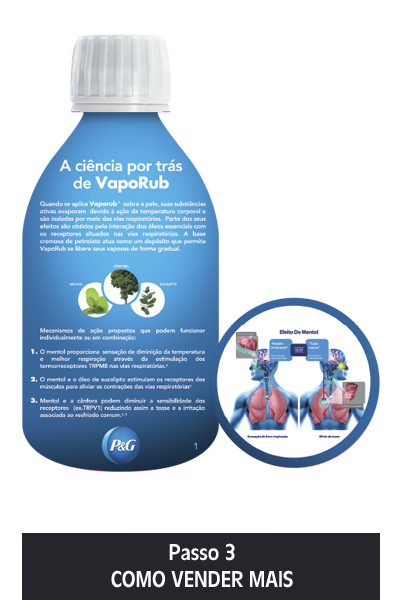 A ciência por trás
de VapoRub
Quando se aplica Vaporub® sobre a pele, suas substâncias
ativas evaporam devido à ação da temperatura corporal e
são inaladas por meio das vias respiratórias. Parte dos seus
efeitos são obtidos pela interação dos óleos essenciais com
os receptores situados nas vias respiratórias. A base
cremosa de petrolato atua como um depósito que permite
VapoRub se libere seus vapores de forma gradual.
CÂNFORA
MENTOL
EUCALIPTO
Mecanismos de ação propostos que podem funcionar
individualmente ou em combinação:
1. O mentol proporciona sensação de diminição da temperatura
e melhor respiração através da estimulação dos
termorreceptores TRPM8 nas vias respiratórias.
2. O mentol e o óleo de eucalipto estimulam os receptores dos
músculos para aliviar as contrações das vias respiratórias
3. Mentol e a cânfora podem diminuir a sensibilidade dos
receptores (ex.TRPV1) reduzindo assim a tosse e a irritação
associada ao resfriado comum.
P&G
1
Efeito Do Mentol
Sensação de livre respiração
Alívio da tosse
Passo 3
COMO VENDER MAIS